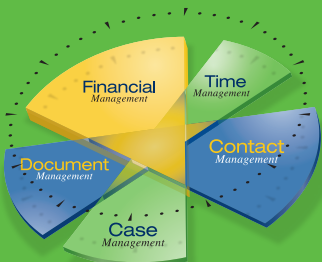 Financial
Management
Time
Management
Contact
Management
Document
Management
Case
Management